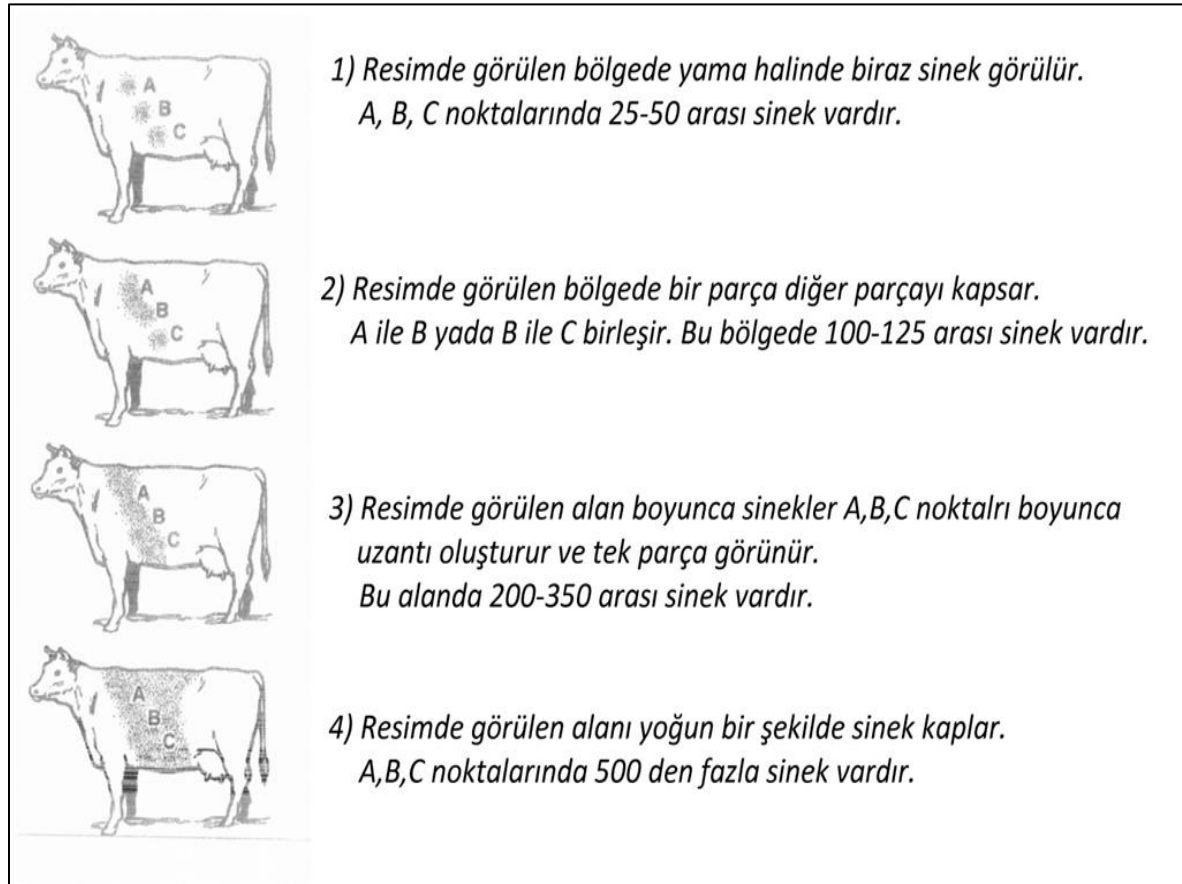 A
B
C
1) Resimde görülen bölgede yama halinde biraz sinek görülür.
A, B, C noktalarında 25-50 arası sinek vardır.
A
B
C
2) Resimde görülen bölgede bir parça diğer parçayı kapsar.
A ile B yada B ile C birleşir. Bu bölgede 100-125 arası sinek vardır.
A
B
C
3) Resimde görülen alan boyunca sinekler A,B,C noktalrı boyunca
uzantı oluşturur ve tek parça görünür.
Bu alanda 200-350 arası sinek vardır.
A
B
C
4) Resimde görülen alanı yoğun bir şekilde sinek kaplar.
A,B,C noktalarında 500 den fazla sinek vardır.